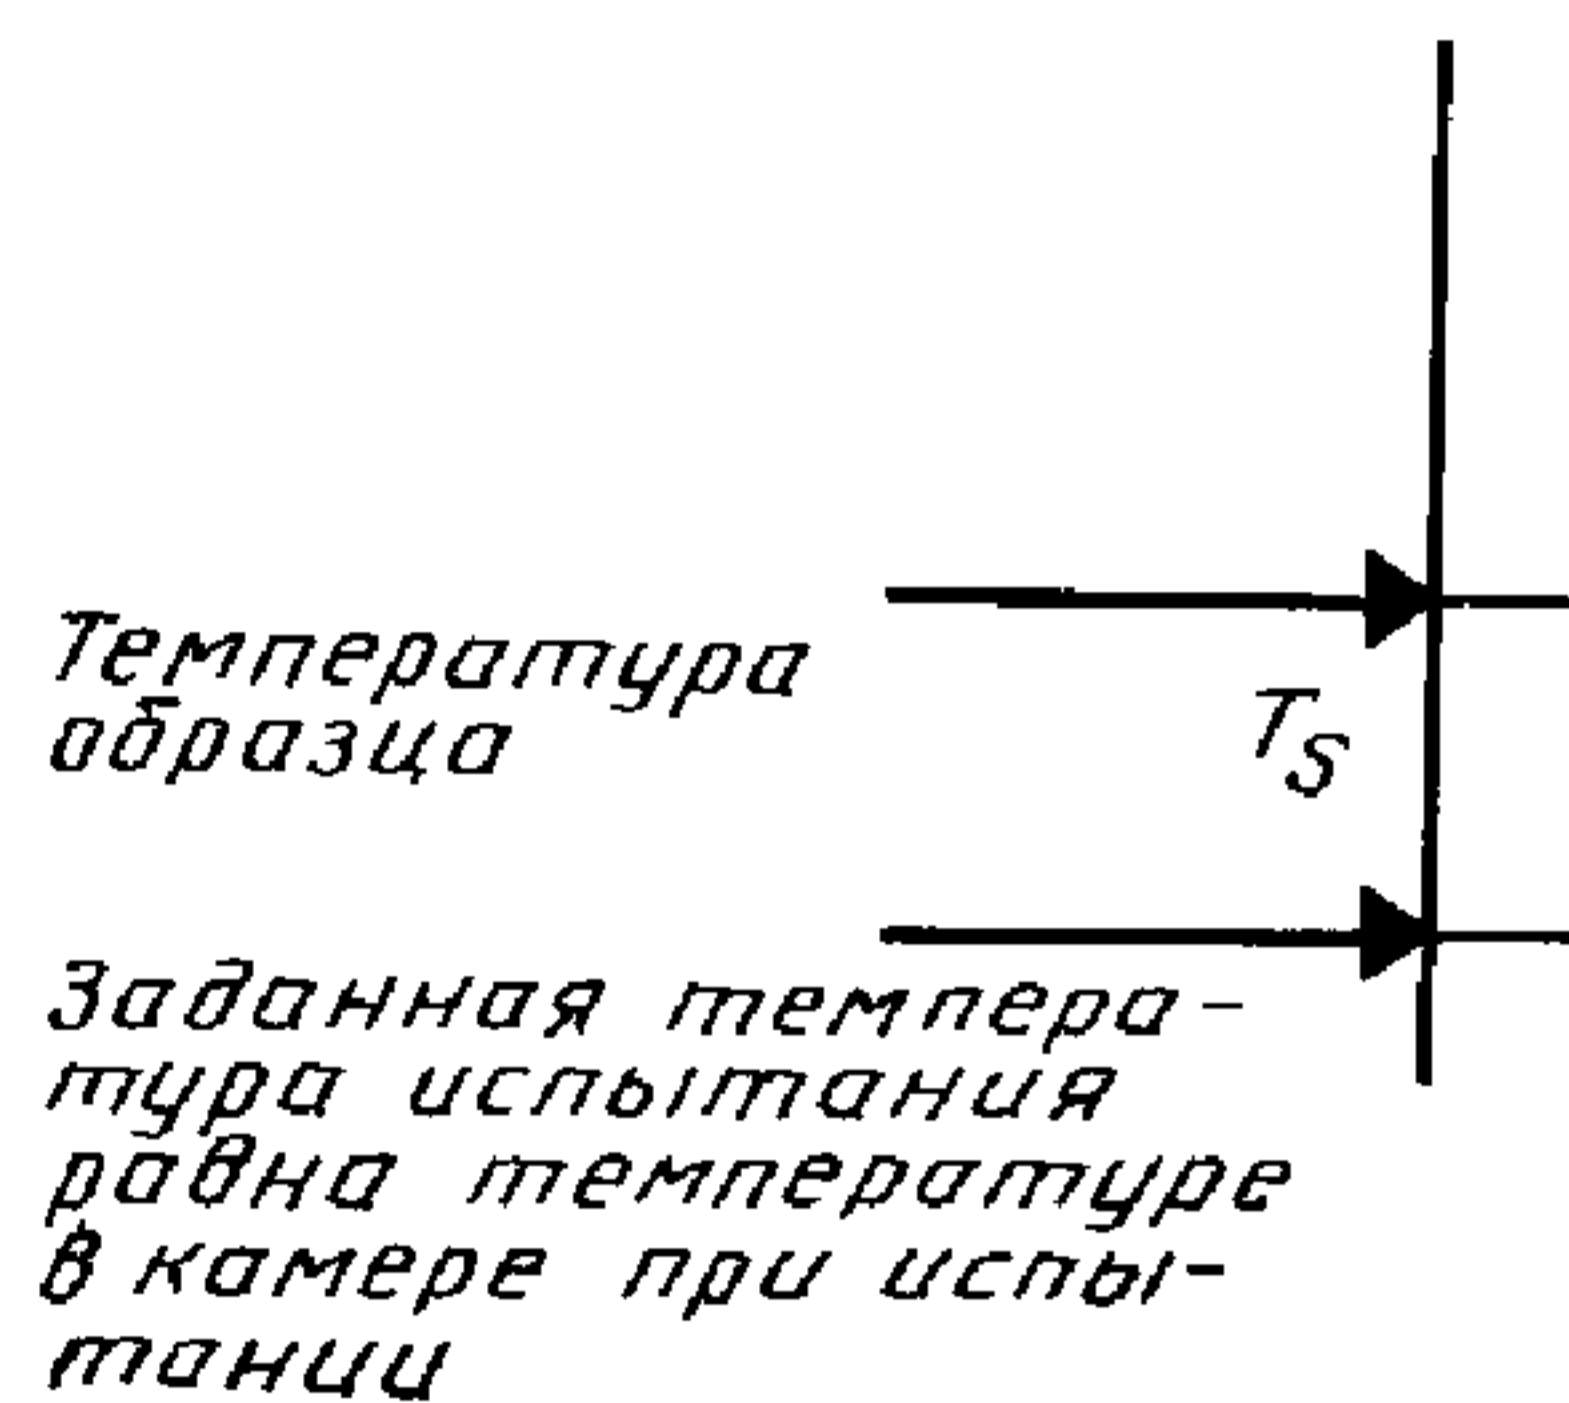 Температура
образца
T_S
Заданная темпера-
тура испытания
равна температуре
в камере при испы-
тании